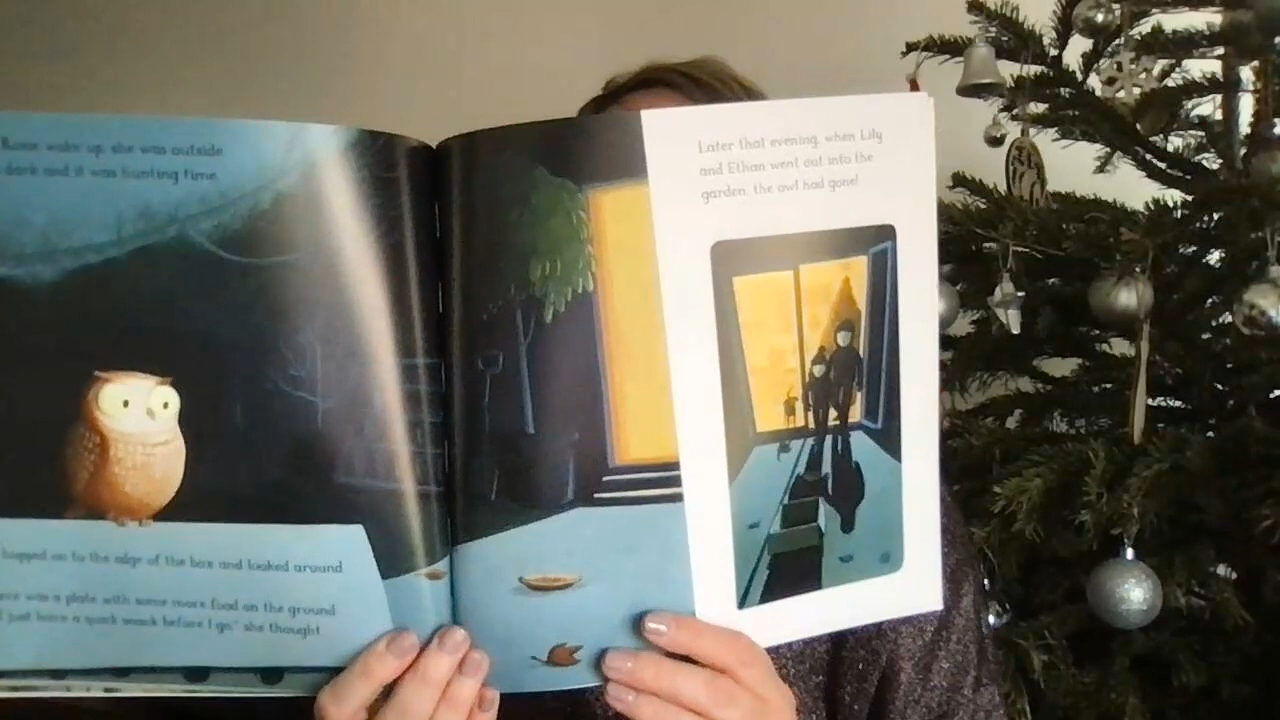 Rosie woke up, she was outside
dark and it was hunting time.
hopped on to the edge of the box and looked around
was a plate with some more food on the ground
just have a quick snack before I go," she thought
Later that evening, when Lily
and Ethan went out into the
garden, the owl had gone!